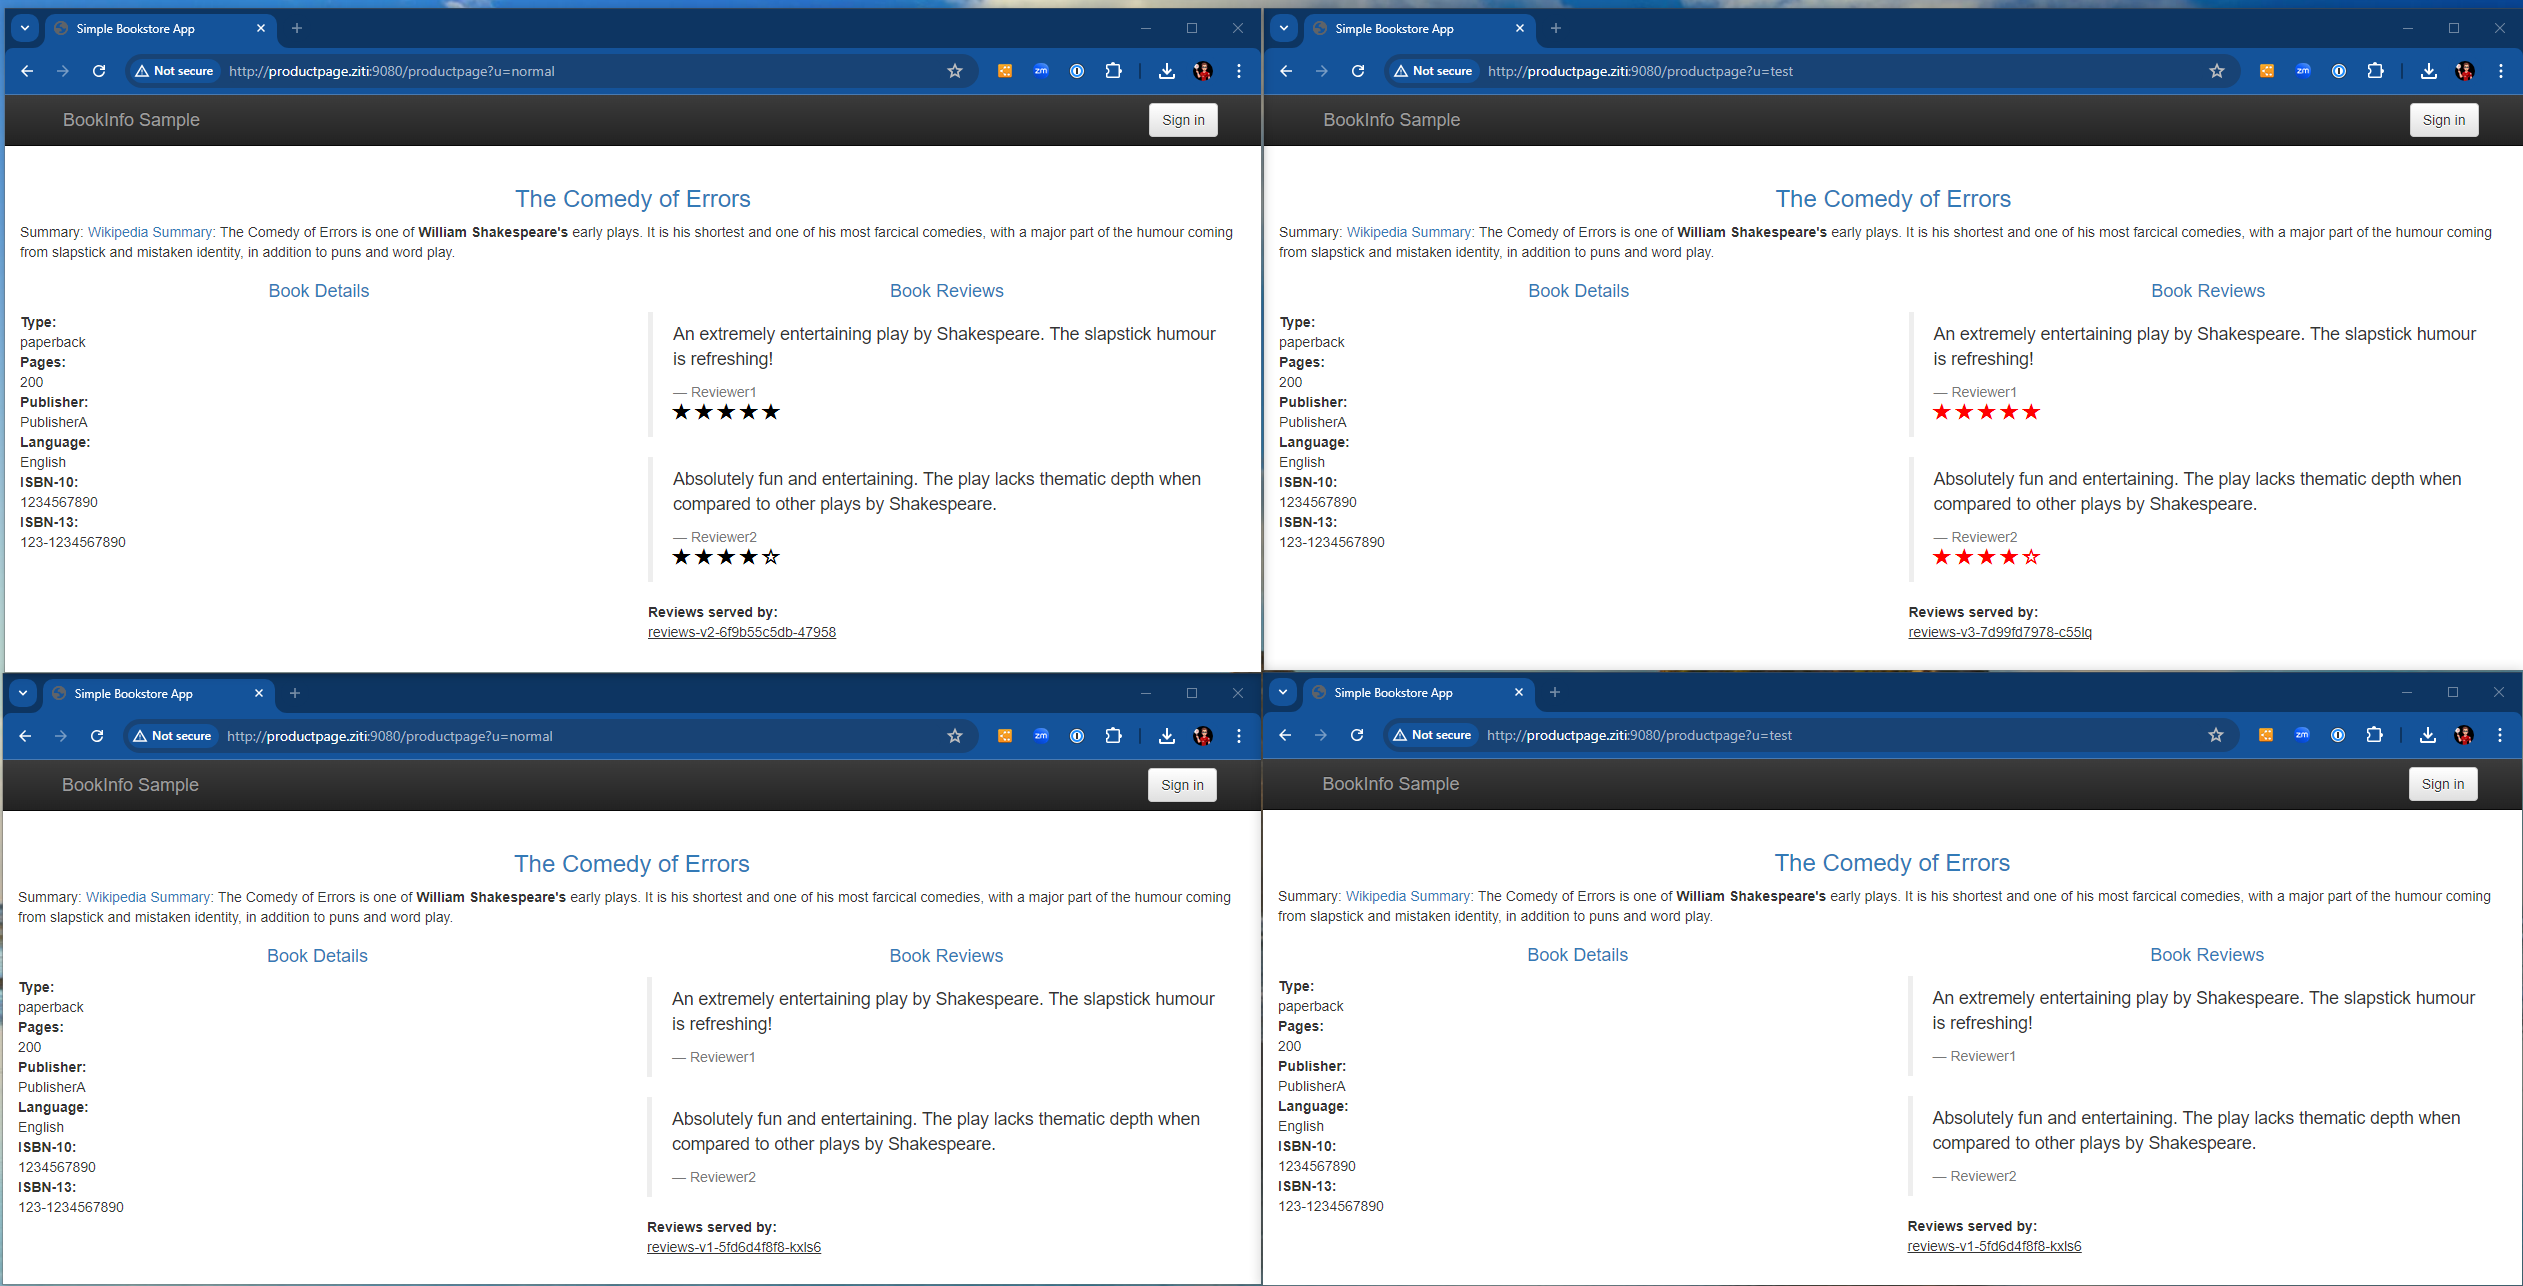 Simple Bookstore App
Not secure http://productpage.ziti:9080/productpage?u=normal
zm
BookInfo Sample
Sign in
The Comedy of Errors
Summary: Wikipedia Summary: The Comedy of Errors is one of William Shakespeare's early plays. It is his shortest and one of his most farcical comedies, with a major part of the humour coming
from slapstick and mistaken identity, in addition to puns and word play.
Book Details
Type:
paperback
Pages:
200
Publisher:
PublisherA
Language:
English
ISBN-10:
1234567890
ISBN-13:
123-1234567890
Book Reviews
An extremely entertaining play by Shakespeare. The slapstick humour
is refreshing!
— Reviewer1
Absolutely fun and entertaining. The play lacks thematic depth when
compared to other plays by Shakespeare.
— Reviewer2
Reviews served by:
reviews-v2-6f9b55c5db-47958
Simple Bookstore App
Not secure http://productpage.ziti:9080/productpage?u=test
zm
BookInfo Sample
Sign in
The Comedy of Errors
Summary: Wikipedia Summary: The Comedy of Errors is one of William Shakespeare's early plays. It is his shortest and one of his most farcical comedies, with a major part of the humour coming
from slapstick and mistaken identity, in addition to puns and word play.
Book Details
Type:
paperback
Pages:
200
Publisher:
PublisherA
Language:
English
ISBN-10:
1234567890
ISBN-13:
123-1234567890
Book Reviews
An extremely entertaining play by Shakespeare. The slapstick humour
is refreshing!
— Reviewer1
Absolutely fun and entertaining. The play lacks thematic depth when
compared to other plays by Shakespeare.
— Reviewer2
Reviews served by:
reviews-v3-7d99fd7978-c55lq
Simple Bookstore App
Not secure http://productpage.ziti:9080/productpage?u=normal
zm
BookInfo Sample
Sign in
The Comedy of Errors
Summary: Wikipedia Summary: The Comedy of Errors is one of William Shakespeare's early plays. It is his shortest and one of his most farcical comedies, with a major part of the humour coming
from slapstick and mistaken identity, in addition to puns and word play.
Book Details
Type:
paperback
Pages:
200
Publisher:
PublisherA
Language:
English
ISBN-10:
1234567890
ISBN-13:
123-1234567890
Book Reviews
An extremely entertaining play by Shakespeare. The slapstick humour
is refreshing!
— Reviewer1
Absolutely fun and entertaining. The play lacks thematic depth when
compared to other plays by Shakespeare.
— Reviewer2
Reviews served by:
reviews-v1-5fd6d4f8f8-kxls6
Simple Bookstore App
Not secure http://productpage.ziti:9080/productpage?u=test
zm
BookInfo Sample
Sign in
The Comedy of Errors
Summary: Wikipedia Summary: The Comedy of Errors is one of William Shakespeare's early plays. It is his shortest and one of his most farcical comedies, with a major part of the humour coming
from slapstick and mistaken identity, in addition to puns and word play.
Book Details
Type:
paperback
Pages:
200
Publisher:
PublisherA
Language:
English
ISBN-10:
1234567890
ISBN-13:
123-1234567890
Book Reviews
An extremely entertaining play by Shakespeare. The slapstick humour
is refreshing!
— Reviewer1
Absolutely fun and entertaining. The play lacks thematic depth when
compared to other plays by Shakespeare.
— Reviewer2
Reviews served by:
reviews-v1-5fd6d4f8f8-kxls6